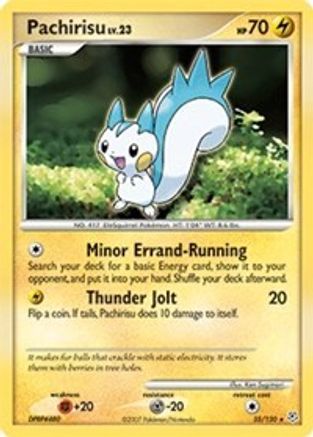 Pachirisu LV.23 HP 70
BASIC
NO. 417 EleSquirrel Pokémon HT: 1'04" WT: 8.6 lbs.
Minor Errand-Running
Search your deck for a basic Energy card, show it to your
opponent, and put it into your hand. Shuffle your deck afterward.
Thunder Jolt 20
Flip a coin. If tails, Pachirisu does 10 damage to itself.
It makes fur balls that crackle with static electricity. It stores
them with berries in tree holes.
Illus. Ken Sugimori
weakness resistance retreat cost
+20 -20
©2007 Pokémon/Nintendo